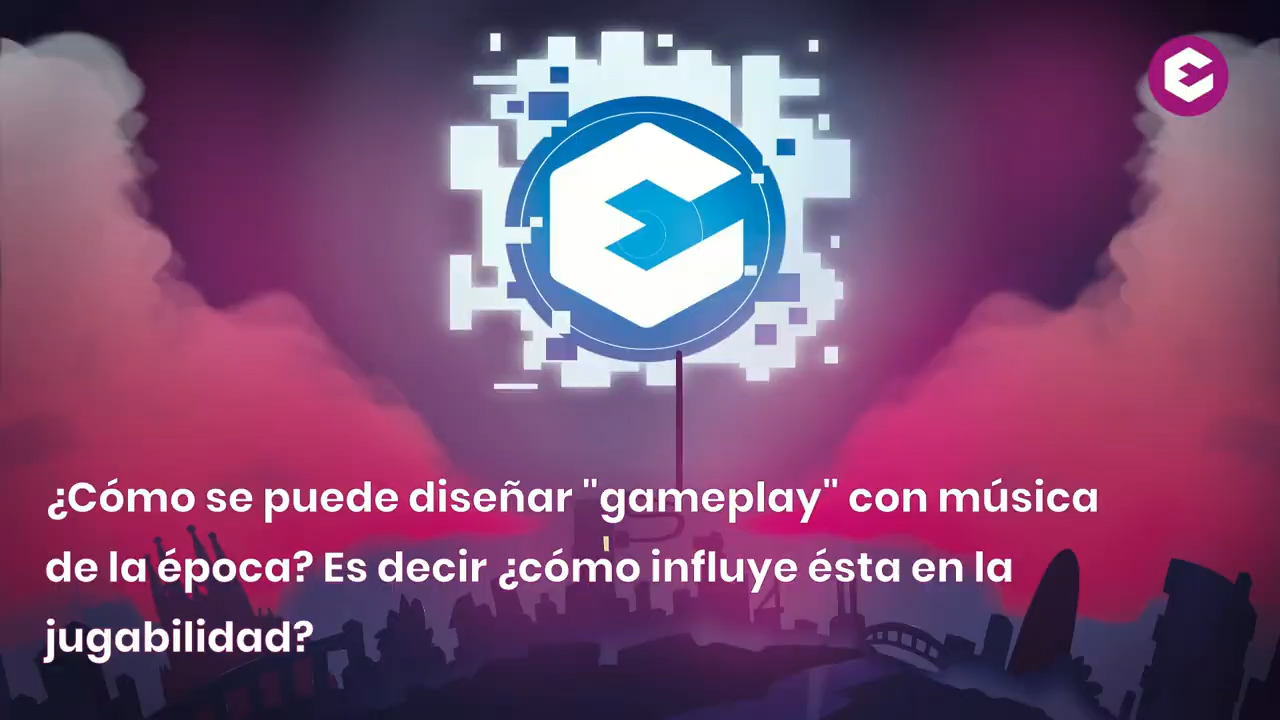 ¿Cómo se puede diseñar "gameplay" con música
de la época? Es decir ¿cómo influye ésta en la
jugabilidad?